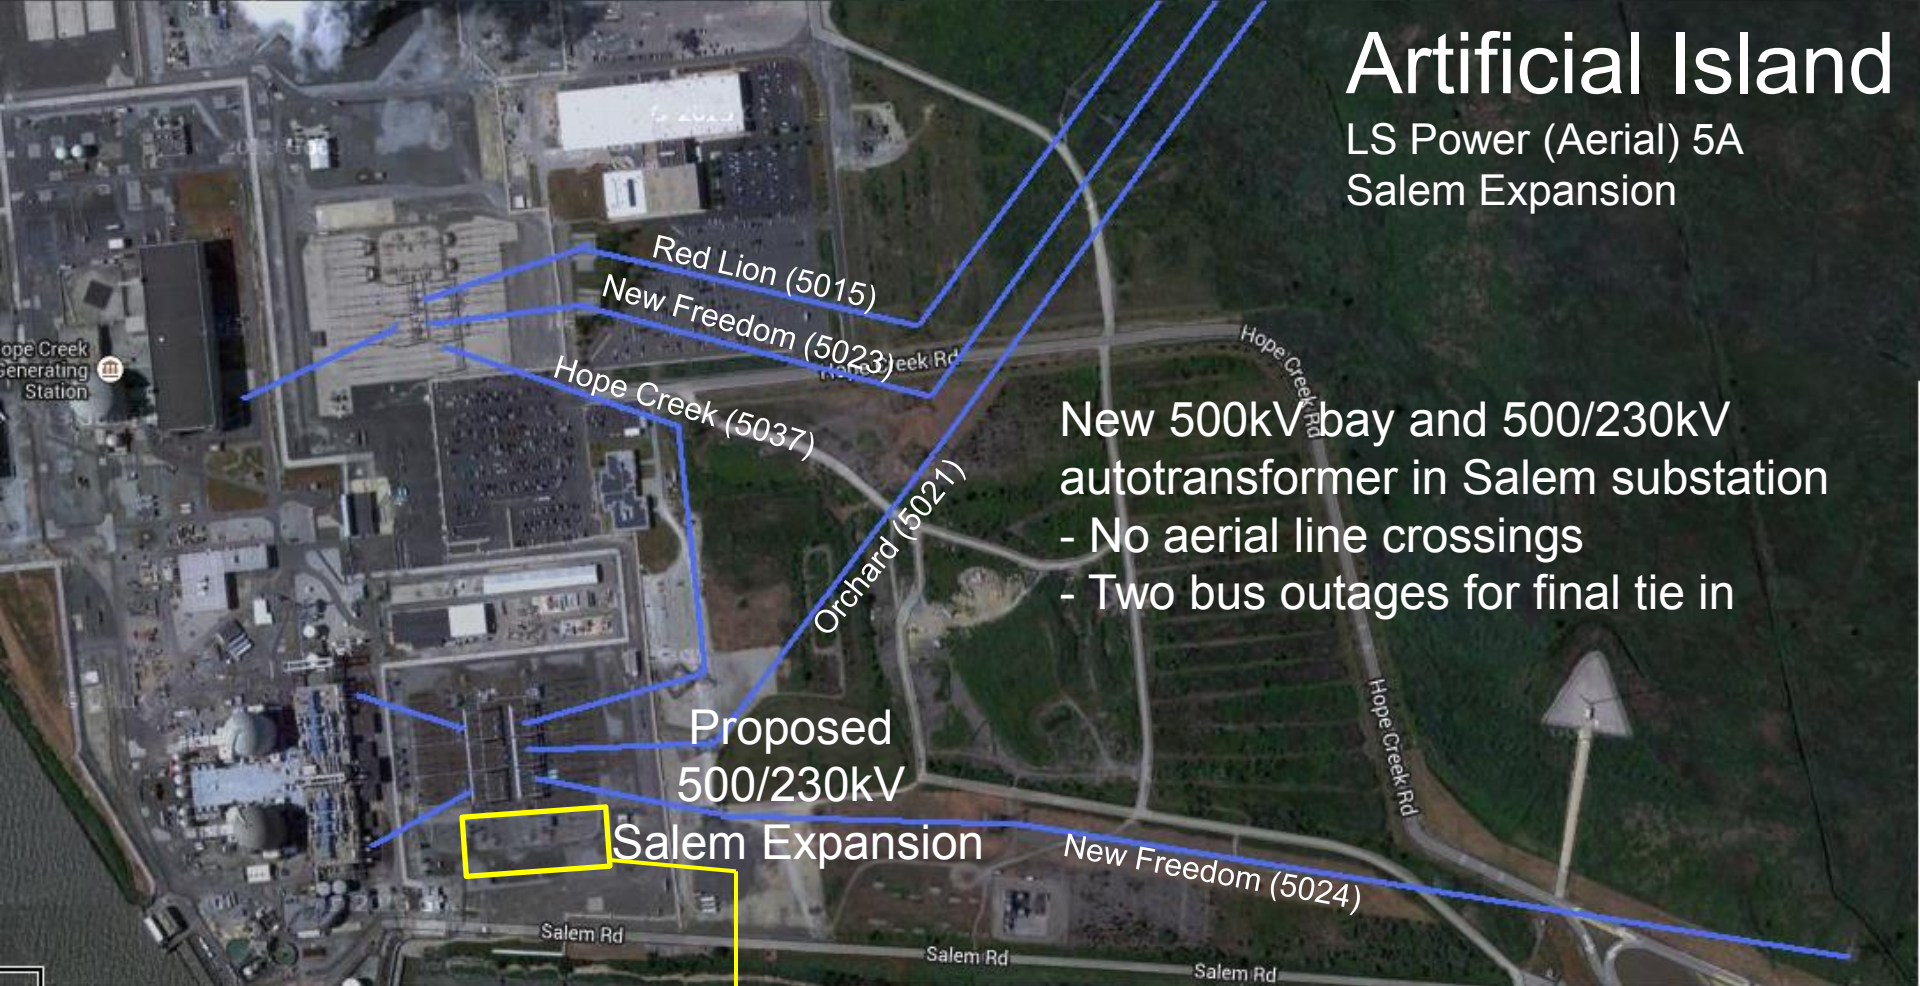 Artificial Island
LS Power (Aerial) 5A
Salem Expansion
Red Lion (5015)
New Freedom (5023)
Hope Creek Rd
Hope Creek Rd
Hope Creek (5037)
ope Creek
Generating
Station
New 500kV bay and 500/230kV
autotransformer in Salem substation
- No aerial line crossings
- Two bus outages for final tie in
Orchard (5021)
Hope Creek Rd
Proposed
500/230kV
Salem Expansion
New Freedom (5024)
Salem Rd
Salem Rd
Salem Rd